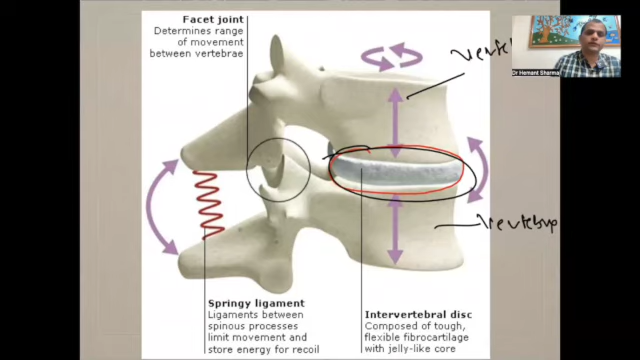 Facet joint
Determines range
of movement
between vertebrae
Dr Hemant Sharma
Springy ligament
Ligaments between
spinous processes
limit movement and
store energy for recoil
Intervertebral disc
Composed of tough,
flexible fibrocartilage
with jelly-like core